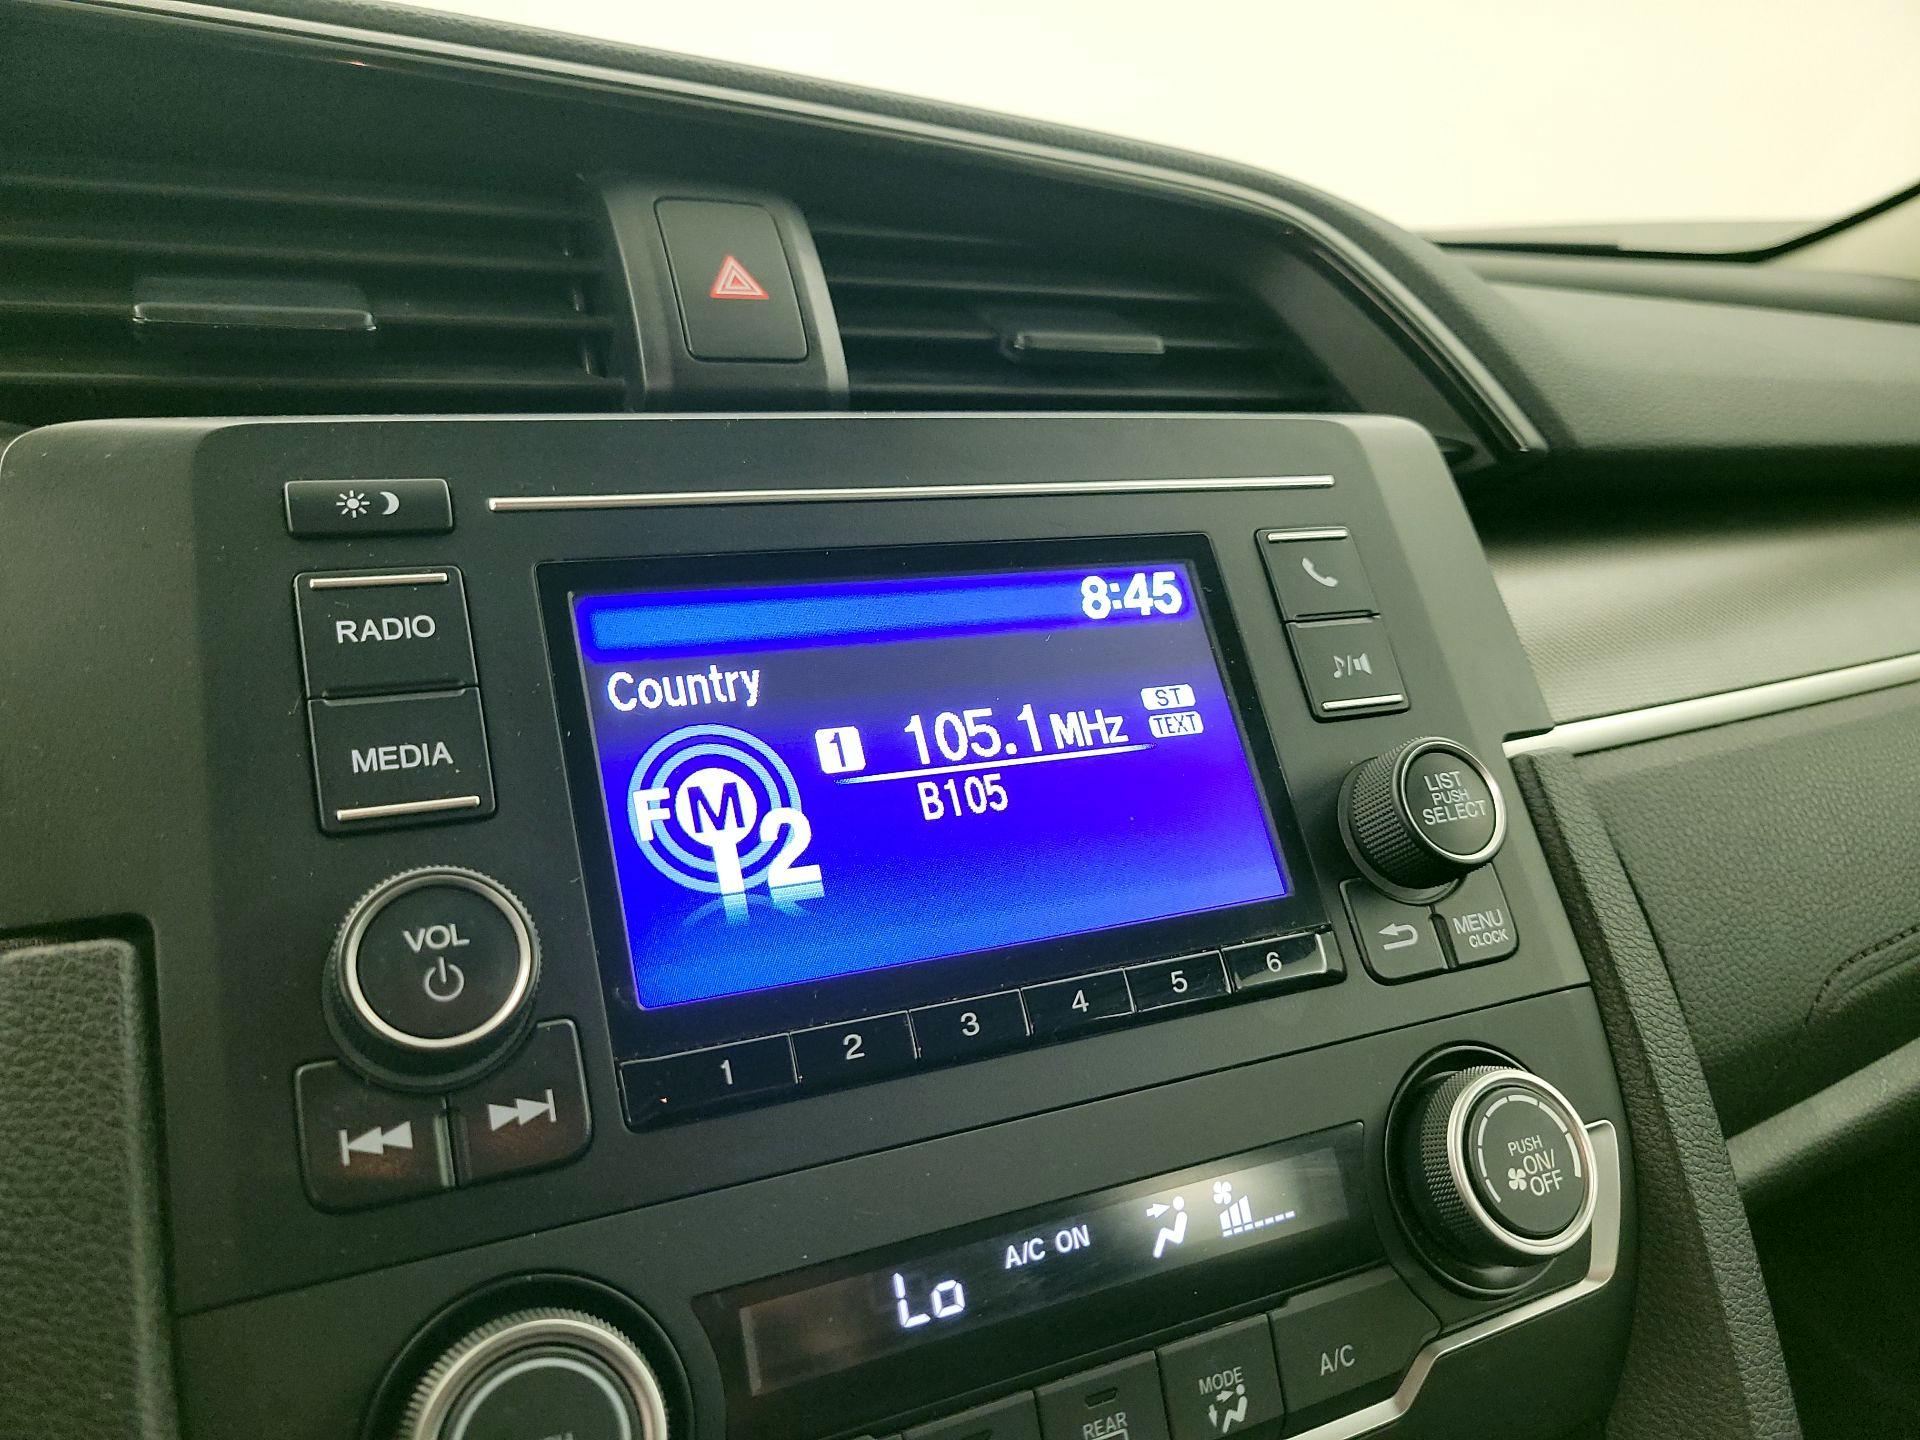 RADIO
MEDIA
VOL
8:45
Country
1 105.1 MHz ST
TEXT
B105
FM
12
LIST
PUSH
SELECT
MENU
CLOCK
1 2 3 4 5 6
PUSH
ON/
OFF
Lo A/C ON
REAR
MODE
A/C